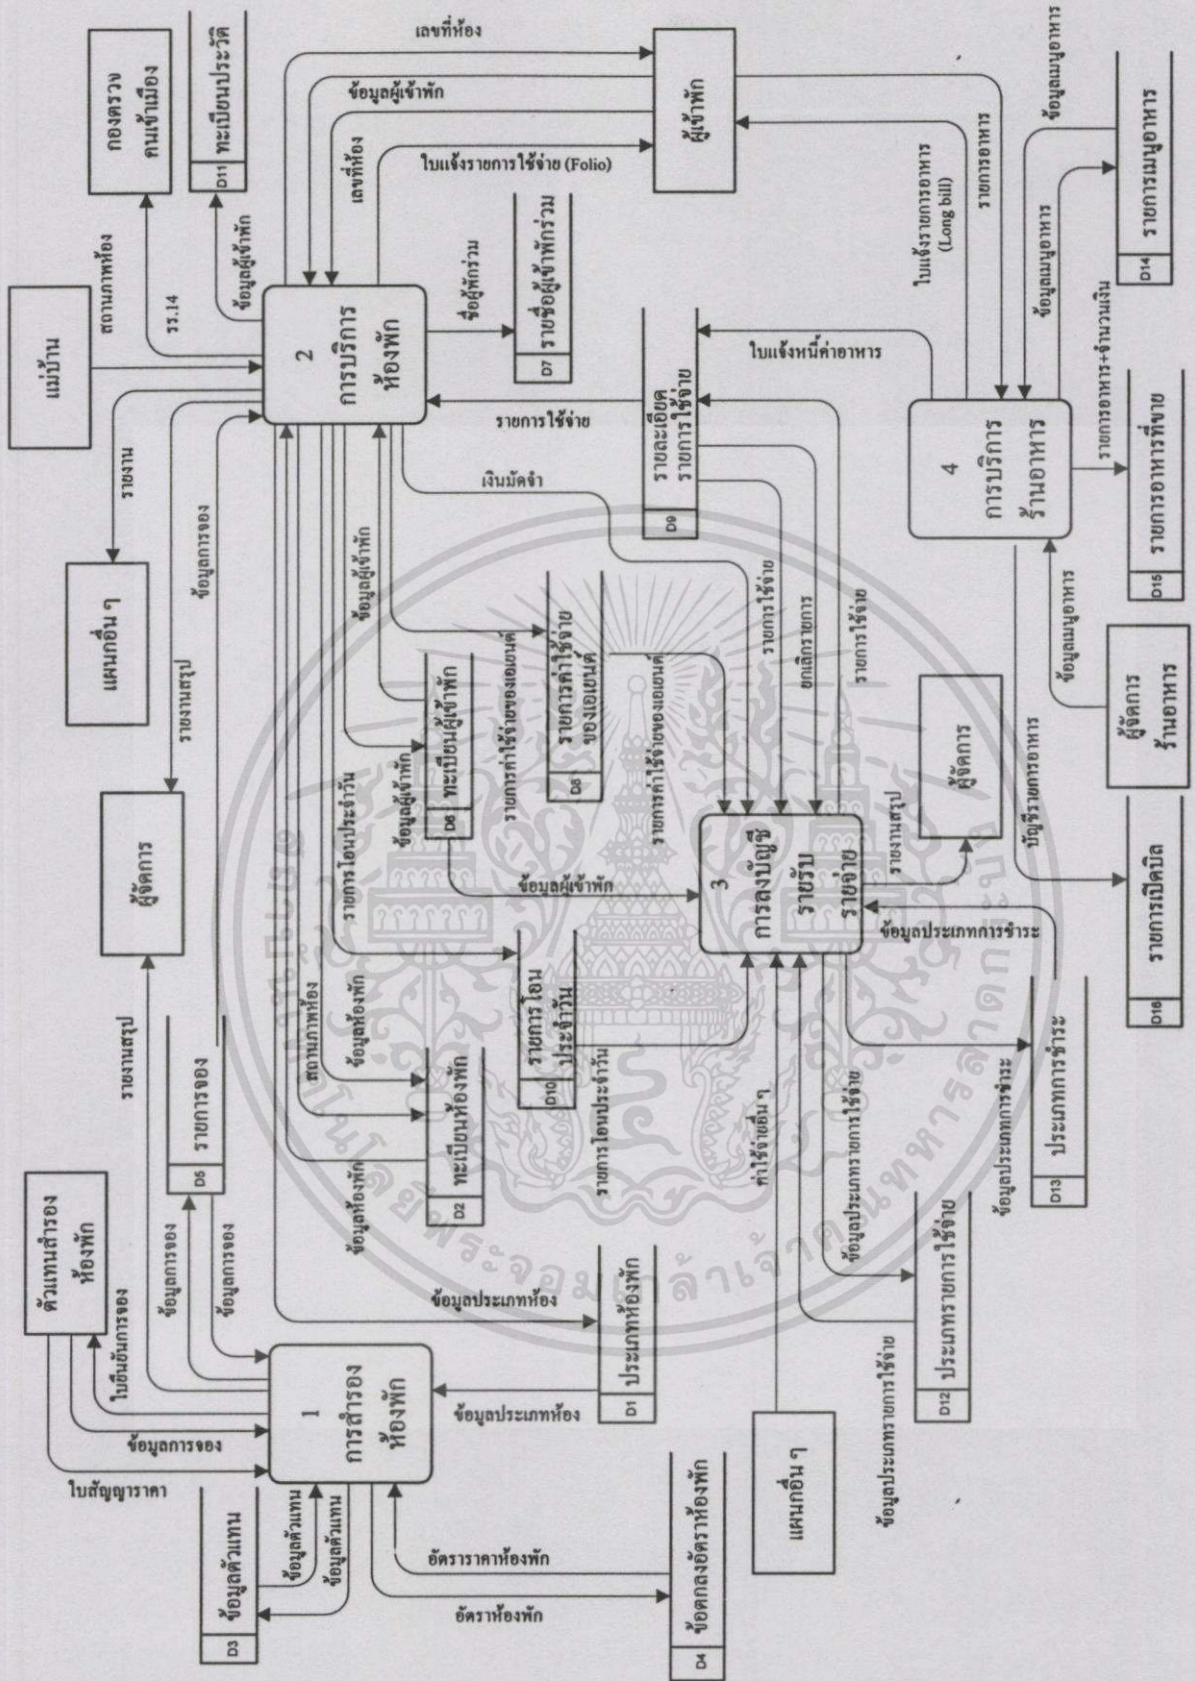 แม่บ้าน
กองตรวจ
คนเข้าเมือง
D11 ทะเบียนประวัติ
แผนกอื่น ๆ
ผู้จัดการ
D5 รายการจอง
ตัวแทนสำรอง
ห้องพัก
สถานภาพห้อง
รร.14
ข้อมูลผู้เข้าพัก
รายงาน
รายงานสรุป
ข้อมูลการจอง
รายงานสรุป
ข้อมูลการจอง
ข้อมูลการจอง
ใบยืนยันการจอง
ข้อมูลการจอง
ใบสัญญาราคา
1
การสำรอง
ห้องพัก
D3 ข้อมูลตัวแทน
ข้อมูลตัวแทน
ข้อมูลตัวแทน
อัตราราคาห้องพัก
อัตราห้องพัก
D4 ข้อตกลงอัตราห้องพัก
ข้อมูลประเภทห้อง
ข้อมูลประเภทห้อง
D1 ประเภทห้องพัก
2
การบริการ
ห้องพัก
เลขที่ห้อง
ข้อมูลผู้เข้าพัก
เลขที่ห้อง
ใบแจ้งรายการใช้จ่าย (Folio)
ผู้เข้าพัก
ชื่อผู้พักร่วม
D7 รายชื่อผู้เข้าพักร่วม
รายการใช้จ่าย
เงินมัดจำ
ข้อมูลผู้เข้าพัก
ข้อมูลผู้เข้าพัก
D6 ทะเบียนผู้เข้าพัก
รายการค่าใช้จ่ายของเอเยนต์
D8 รายการค่าใช้จ่าย
ของเอเยนต์
รายการค่าใช้จ่ายของเอเยนต์
รายการโอนประจำวัน
D10 รายการโอน
ประจำวัน
รายการโอนประจำวัน
สถานภาพห้อง
ข้อมูลห้องพัก
ข้อมูลห้องพัก
D2 ทะเบียนห้องพัก
ข้อมูลผู้เข้าพัก
D9 รายละเอียด
รายการใช้จ่าย
รายการใช้จ่าย
ยกเลิกรายการ
รายการใช้จ่าย
3
การลงบัญชี
รายรับ
รายจ่าย
รายงานสรุป
ผู้จัดการ
ข้อมูลประเภทการชำระ
ข้อมูลประเภทการชำระ
D13 ประเภทการชำระ
ค่าใช้จ่ายอื่น ๆ
แผนกอื่น ๆ
ข้อมูลประเภทรายการใช้จ่าย
ข้อมูลประเภทรายการใช้จ่าย
D12 ประเภทรายการใช้จ่าย
ใบแจ้งหนี้ค่าอาหาร
ใบแจ้งรายการอาหาร
(Long bill)
รายการอาหาร
4
การบริการ
ร้านอาหาร
ข้อมูลเมนูอาหาร
ข้อมูลเมนูอาหาร
D14 รายการเมนูอาหาร
รายการอาหาร+จำนวนเงิน
D15 รายการอาหารที่ขาย
ข้อมูลเมนูอาหาร
ผู้จัดการ
ร้านอาหาร
บัญชีรายการอาหาร
D16 รายการเปิดบิล